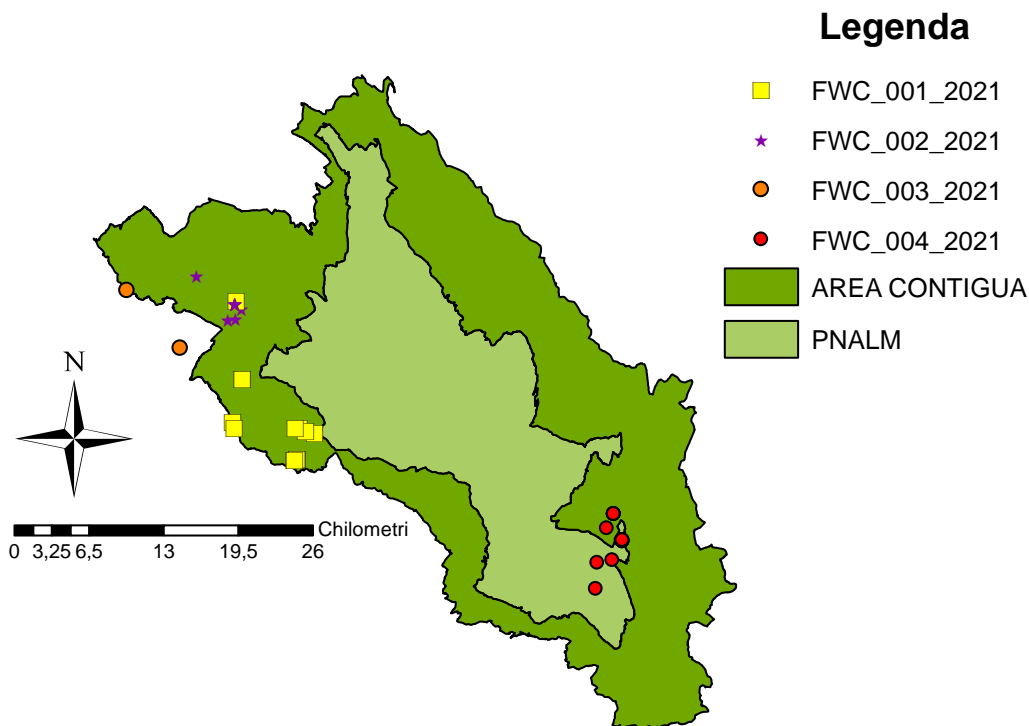 Legenda
FWC_001_2021
FWC_002_2021
FWC_003_2021
FWC_004_2021
AREA CONTIGUA
PNALM
N
Chilometri
0 3,25 6,5 13 19,5 26